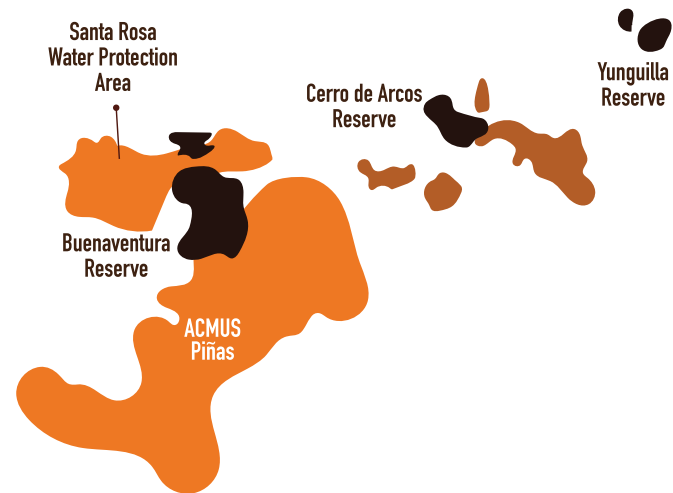 Santa Rosa
Water Protection
Area
Cerro de Arcos
Reserve
Yunguilla
Reserve
Buenaventura
Reserve
ACMUS
Piñas